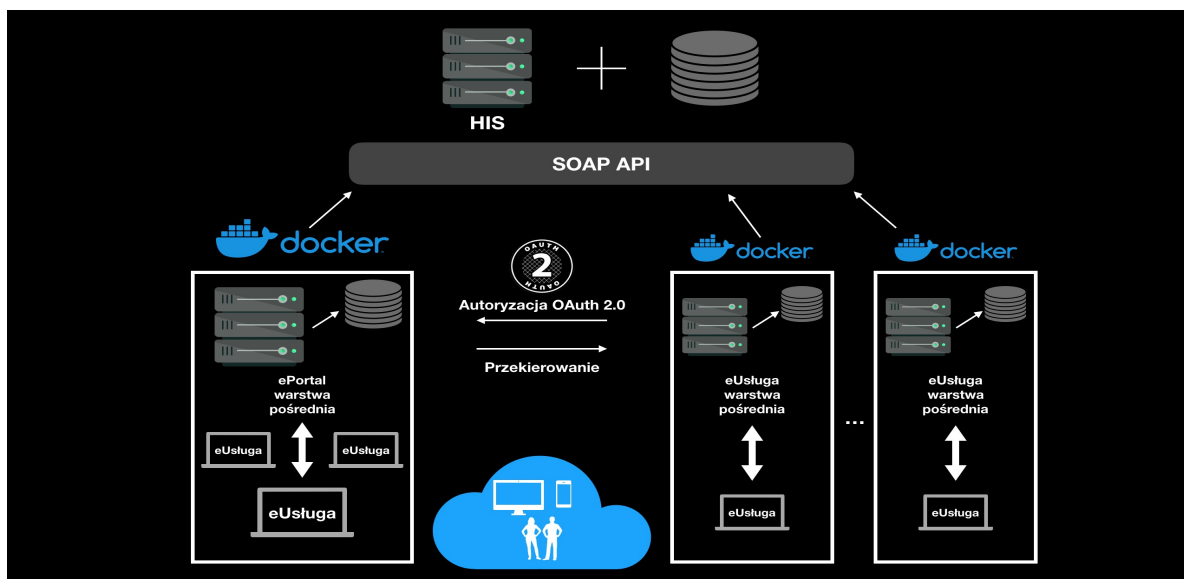 HIS
SOAP API
docker
OAUTH
2
OAUTH
Autoryzacja OAuth 2.0
Przekierowanie
ePortal
warstwa
pośrednia
eUsługa
eUsługa
eUsługa
docker
eUsługa
warstwa
pośrednia
eUsługa
...
docker
eUsługa
warstwa
pośrednia
eUsługa